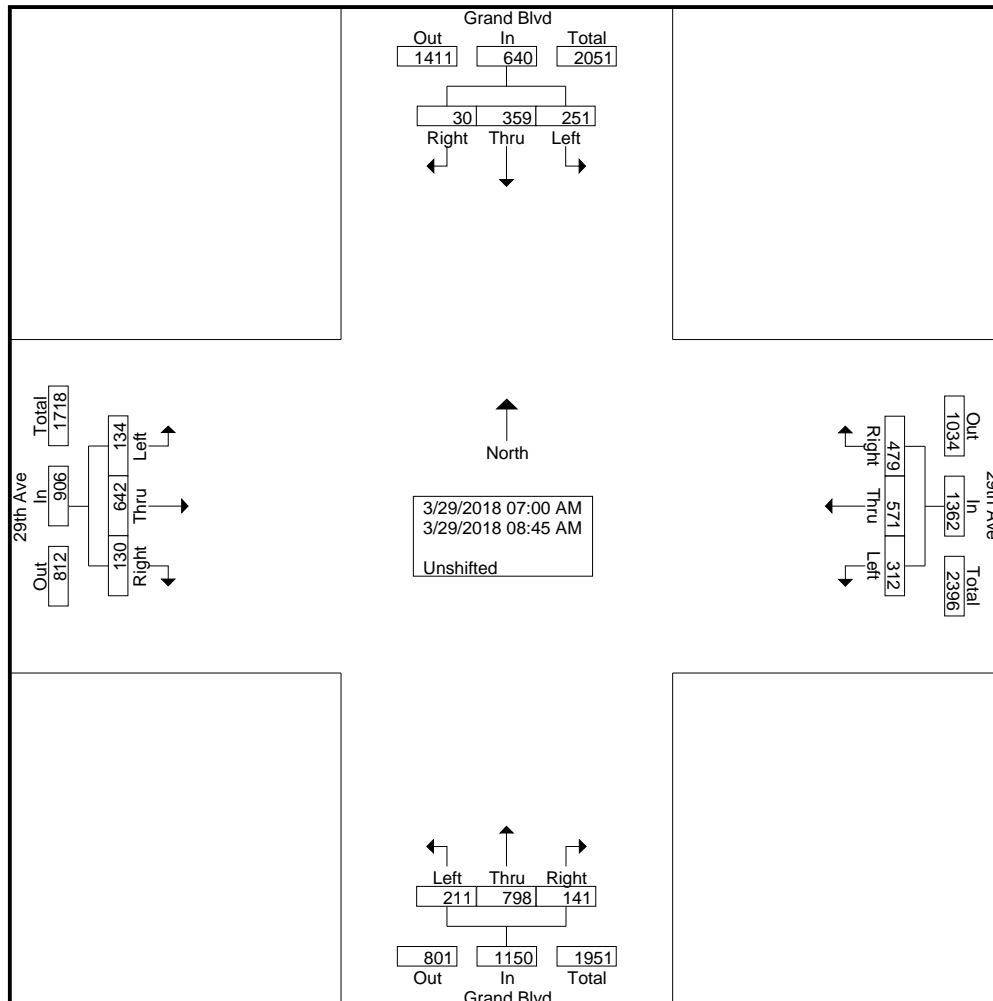 Grand Blvd
Out In Total
1411 640 2051
30 359 251
Right Thru Left
29th Ave
Total In Out
1718 906 812
134 642 130
Left Thru Right
North
3/29/2018 07:00 AM
3/29/2018 08:45 AM
Unshifted
Right Thru Left
479 571 312
Out In Total
1034 1362 2396
29th Ave
Left Thru Right
211 798 141
801 1150 1951
Out In Total
Grand Blvd